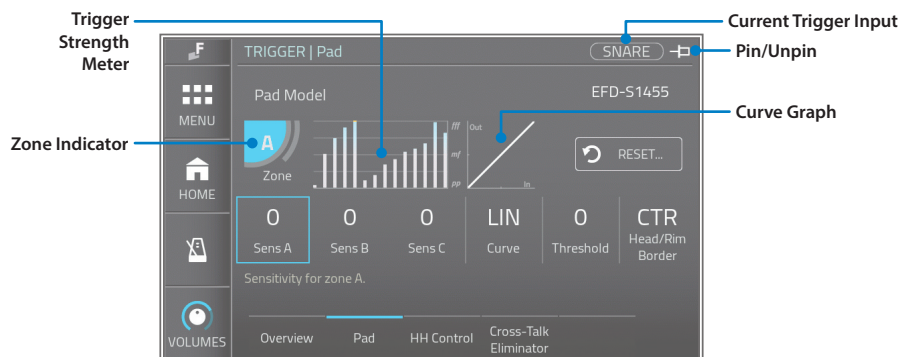 Trigger
Strength
Meter
Current Trigger Input
Pin/Unpin
Curve Graph
Zone Indicator
F
TRIGGER | Pad
SNARE
MENU
HOME
VOLUMES
Pad Model
EFD-S1455
A
Zone
fff
mf
pp
Out
In
RESET...
0
0
0
LIN
0
CTR
Sens A
Sens B
Sens C
Curve
Threshold
Head/Rim
Border
Sensitivity for zone A.
Overview
Pad
HH Control
Cross-Talk
Eliminator